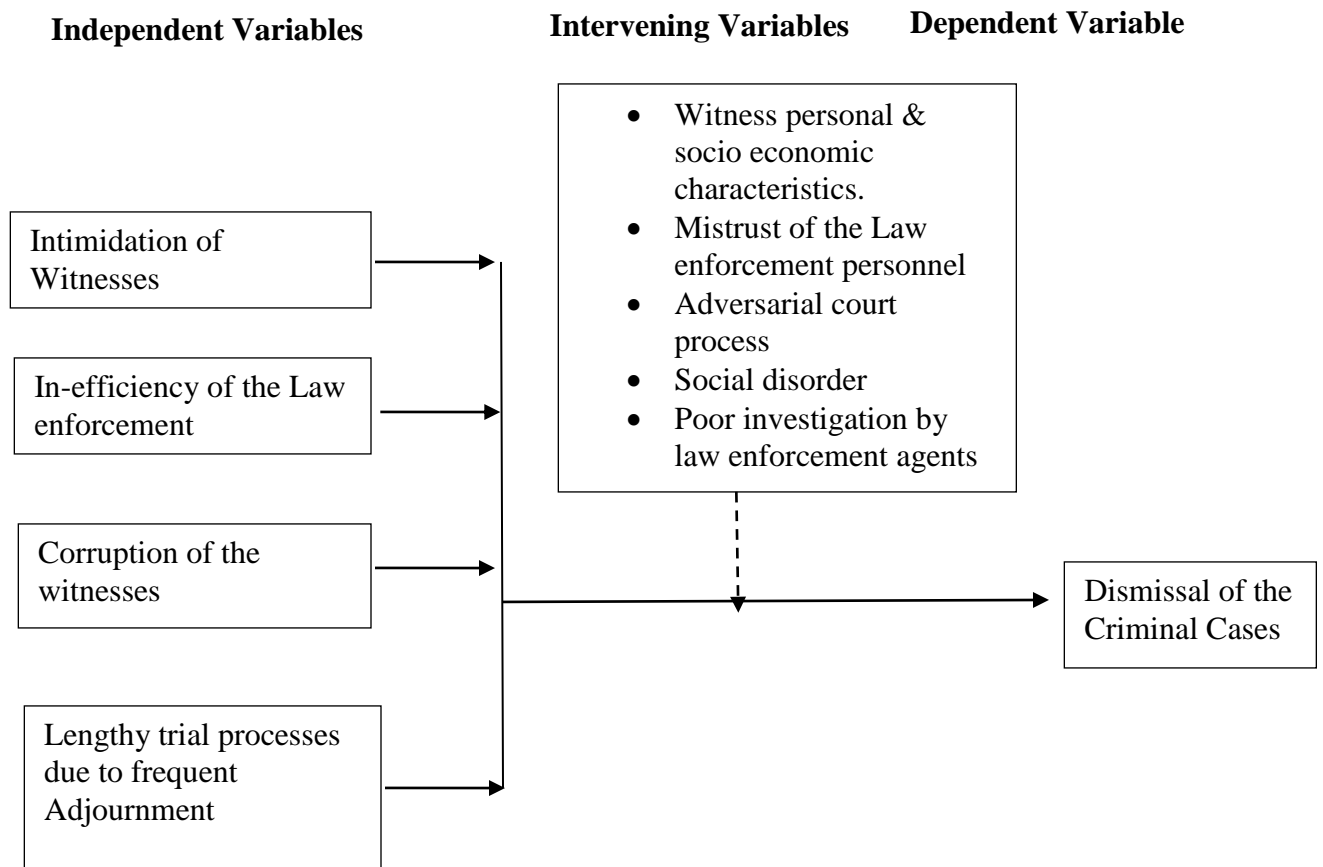 Independent Variables
Intervening Variables
Dependent Variable
• Witness personal &
socio economic
characteristics.
• Mistrust of the Law
enforcement personnel
• Adversarial court
process
• Social disorder
• Poor investigation by
law enforcement agents
Intimidation of
Witnesses
In-efficiency of the Law
enforcement
Corruption of the
witnesses
Lengthy trial processes
due to frequent
Adjournment
Dismissal of the
Criminal Cases